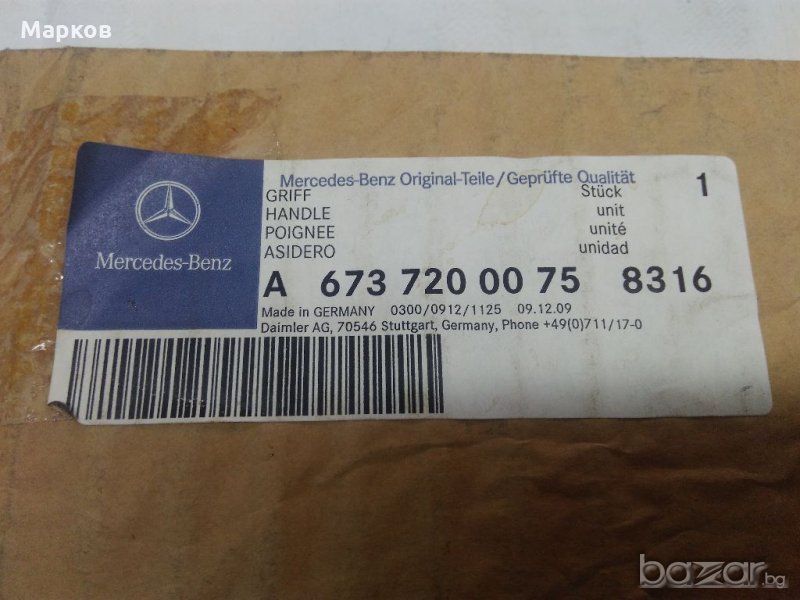 Марков
Mercedes-Benz Original-Teile/Geprüfte Qualität
GRIFF Stück 1
HANDLE unit
POIGNEE unité
ASIDERO unidad
Mercedes-Benz
A 673 720 00 75 8316
Made in GERMANY 0300/0912/1125 09.12.09
Daimler AG, 70546 Stuttgart, Germany, Phone +49(0)711/17-0
bazar.bg